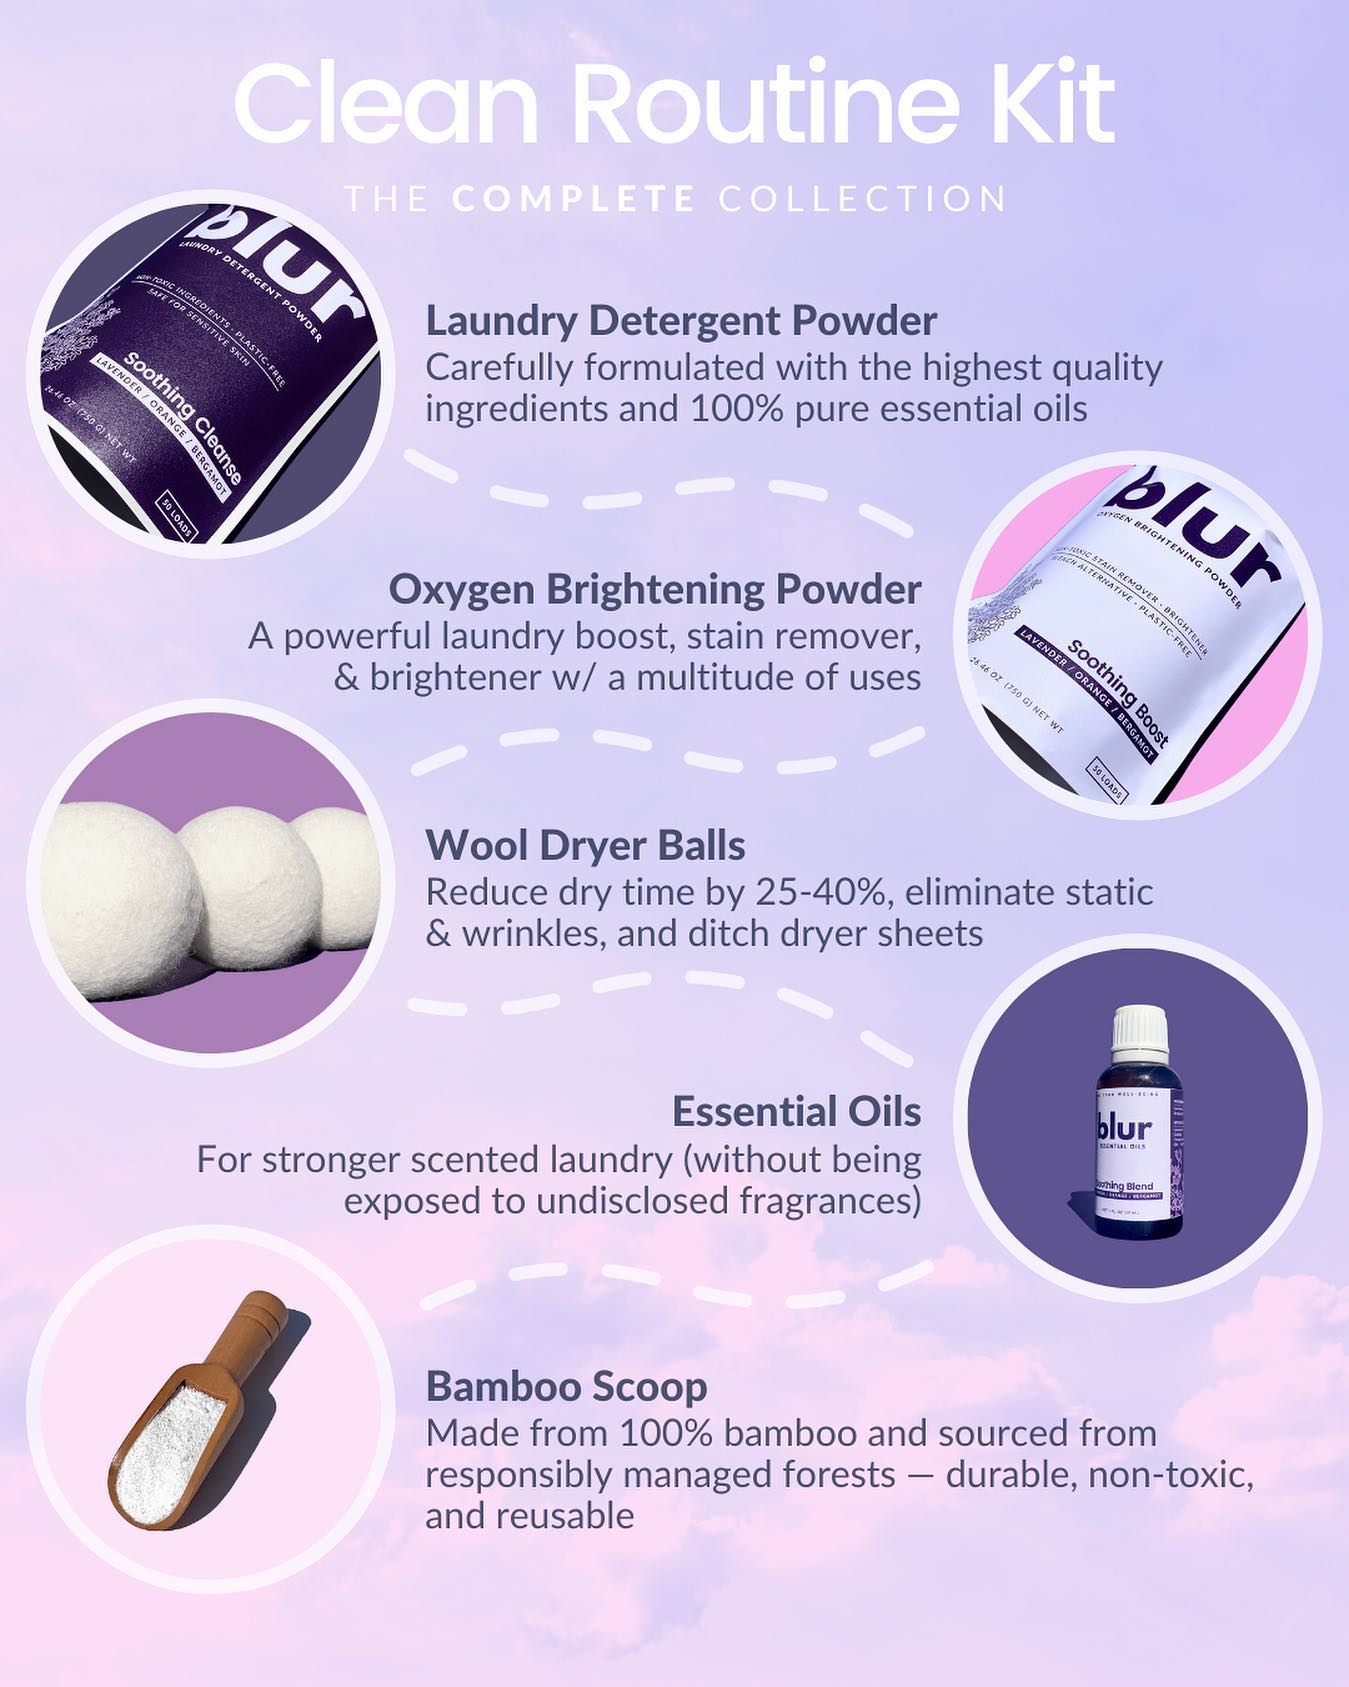 Clean Routine Kit
THE COMPLETE COLLECTION
blur
LAUNDRY DETERGENT POWDER
NON-TOXIC INGREDIENTS · PLASTIC-FREE
SAFE FOR SENSITIVE SKIN
Soothing Cleanse
LAVENDER / ORANGE / BERGAMOT
26.46 OZ (750 G) NET WT
50 LOADS
Laundry Detergent Powder
Carefully formulated with the highest quality
ingredients and 100% pure essential oils
blur
OXYGEN BRIGHTENING POWDER
NON-TOXIC STAIN REMOVER · BRIGHTENER
BLEACH ALTERNATIVE · PLASTIC-FREE
Soothing Boost
LAVENDER / ORANGE / BERGAMOT
26.46 OZ (750 G) NET WT
50 LOADS
Oxygen Brightening Powder
A powerful laundry boost, stain remover,
& brightener w/ a multitude of uses
Wool Dryer Balls
Reduce dry time by 25-40%, eliminate static
& wrinkles, and ditch dryer sheets
WELL-BEING
blur
ESSENTIAL OILS
Soothing Blend
/ ORANGE / BERGAMOT
Essential Oils
For stronger scented laundry (without being
exposed to undisclosed fragrances)
Bamboo Scoop
Made from 100% bamboo and sourced from
responsibly managed forests — durable, non-toxic,
and reusable